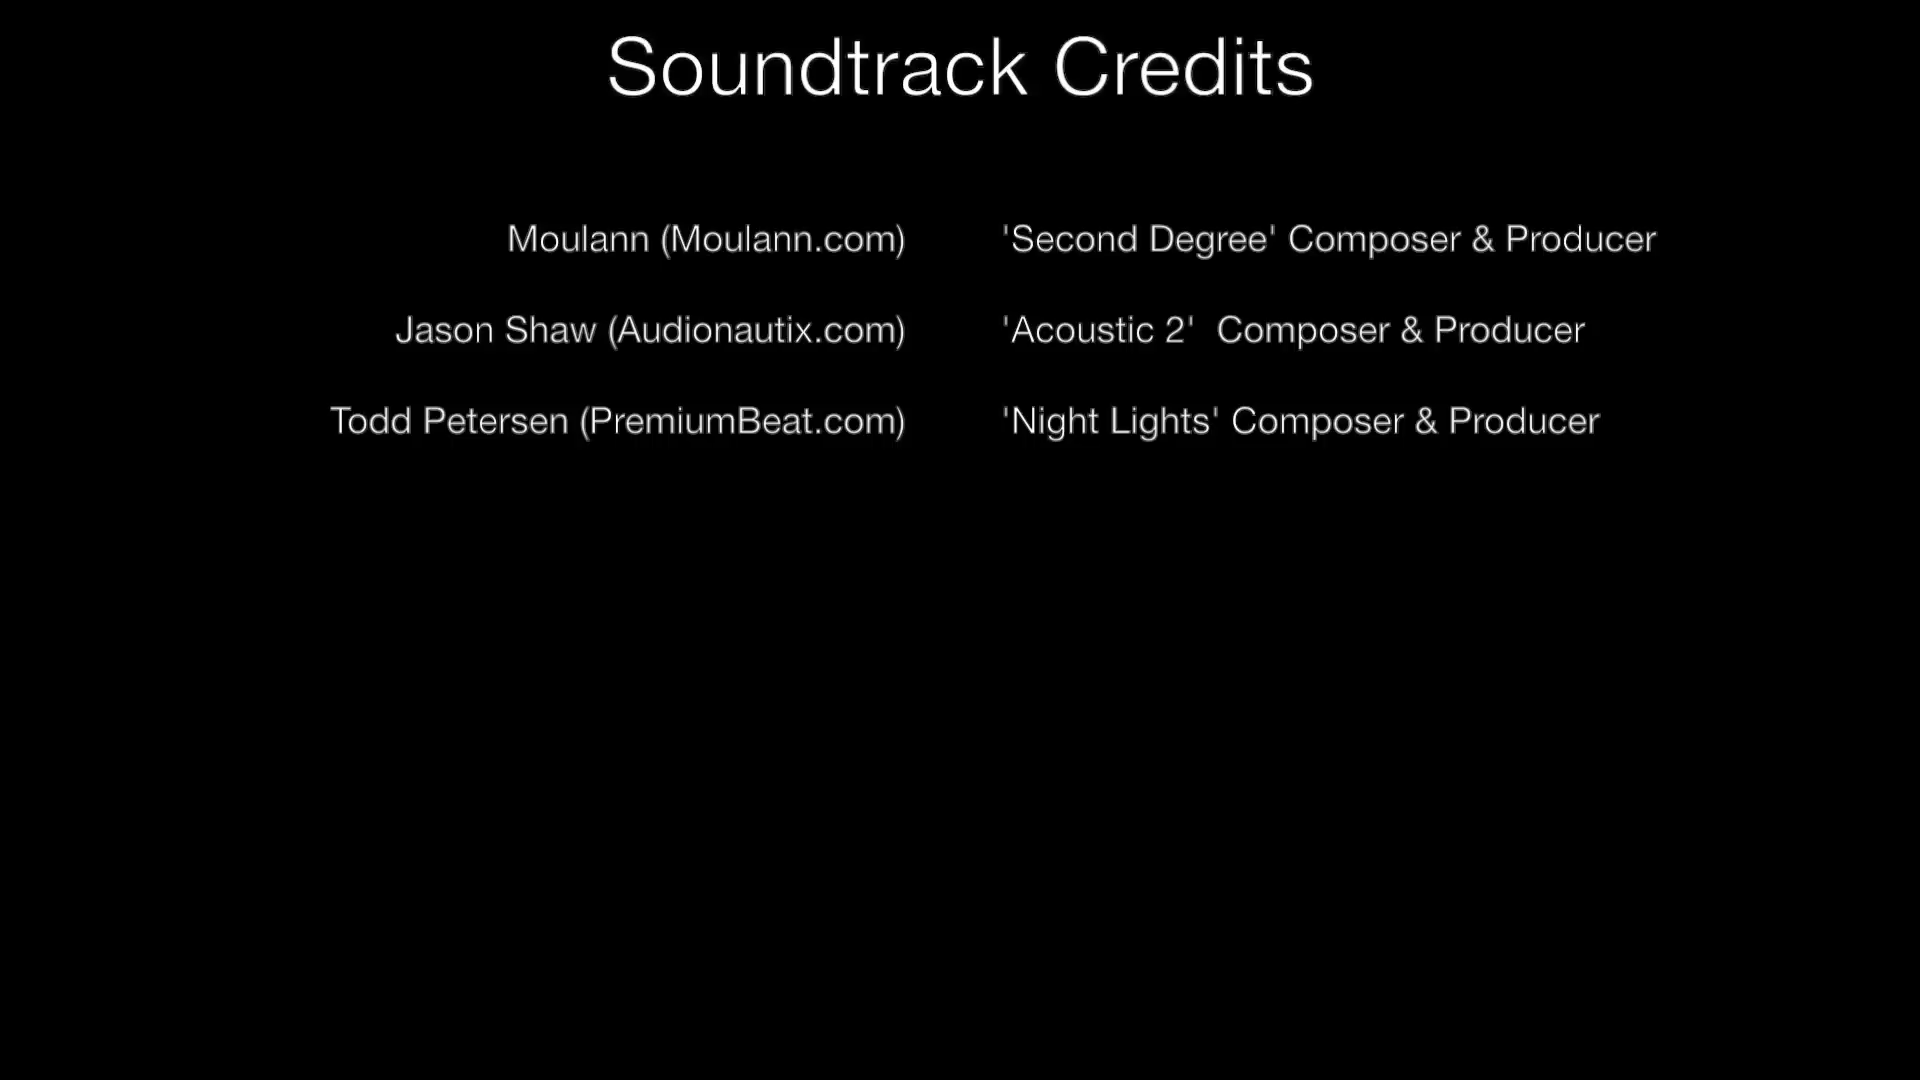 Soundtrack Credits
Moulann (Moulann.com) 'Second Degree' Composer & Producer
Jason Shaw (Audionautix.com) 'Acoustic 2'  Composer & Producer
Todd Petersen (PremiumBeat.com) 'Night Lights' Composer & Producer